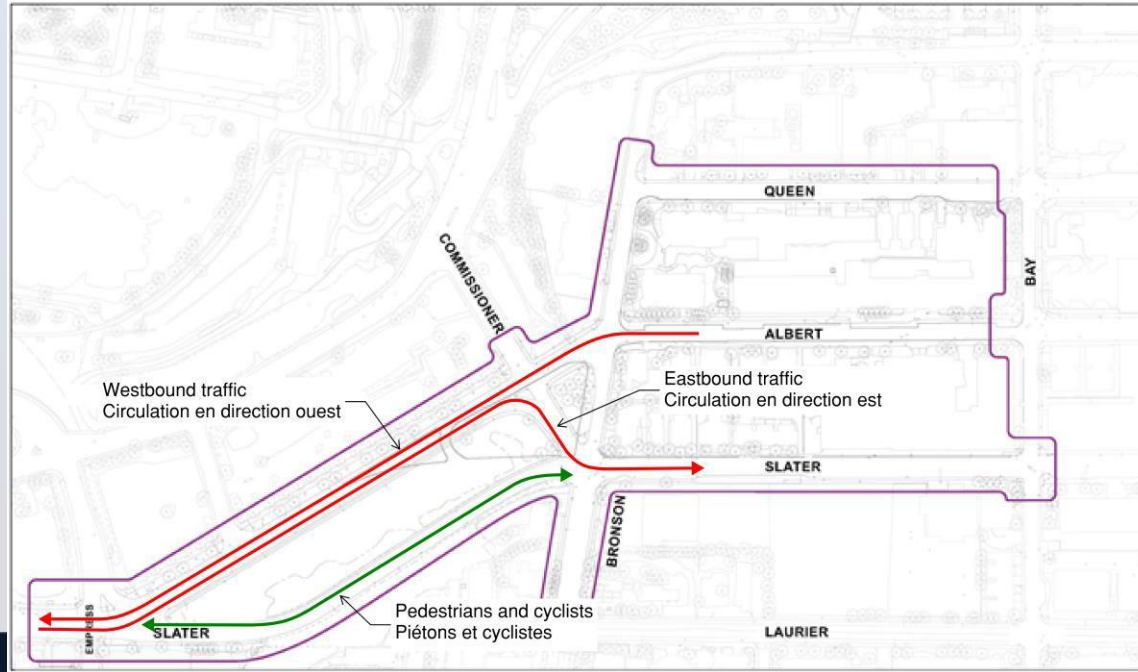 QUEEN
COMMISSIONER
BAY
ALBERT
Westbound traffic
Circulation en direction ouest
Eastbound traffic
Circulation en direction est
SLATER
BRONSON
Pedestrians and cyclists
Piétons et cyclistes
EMPRESS
SLATER
LAURIER